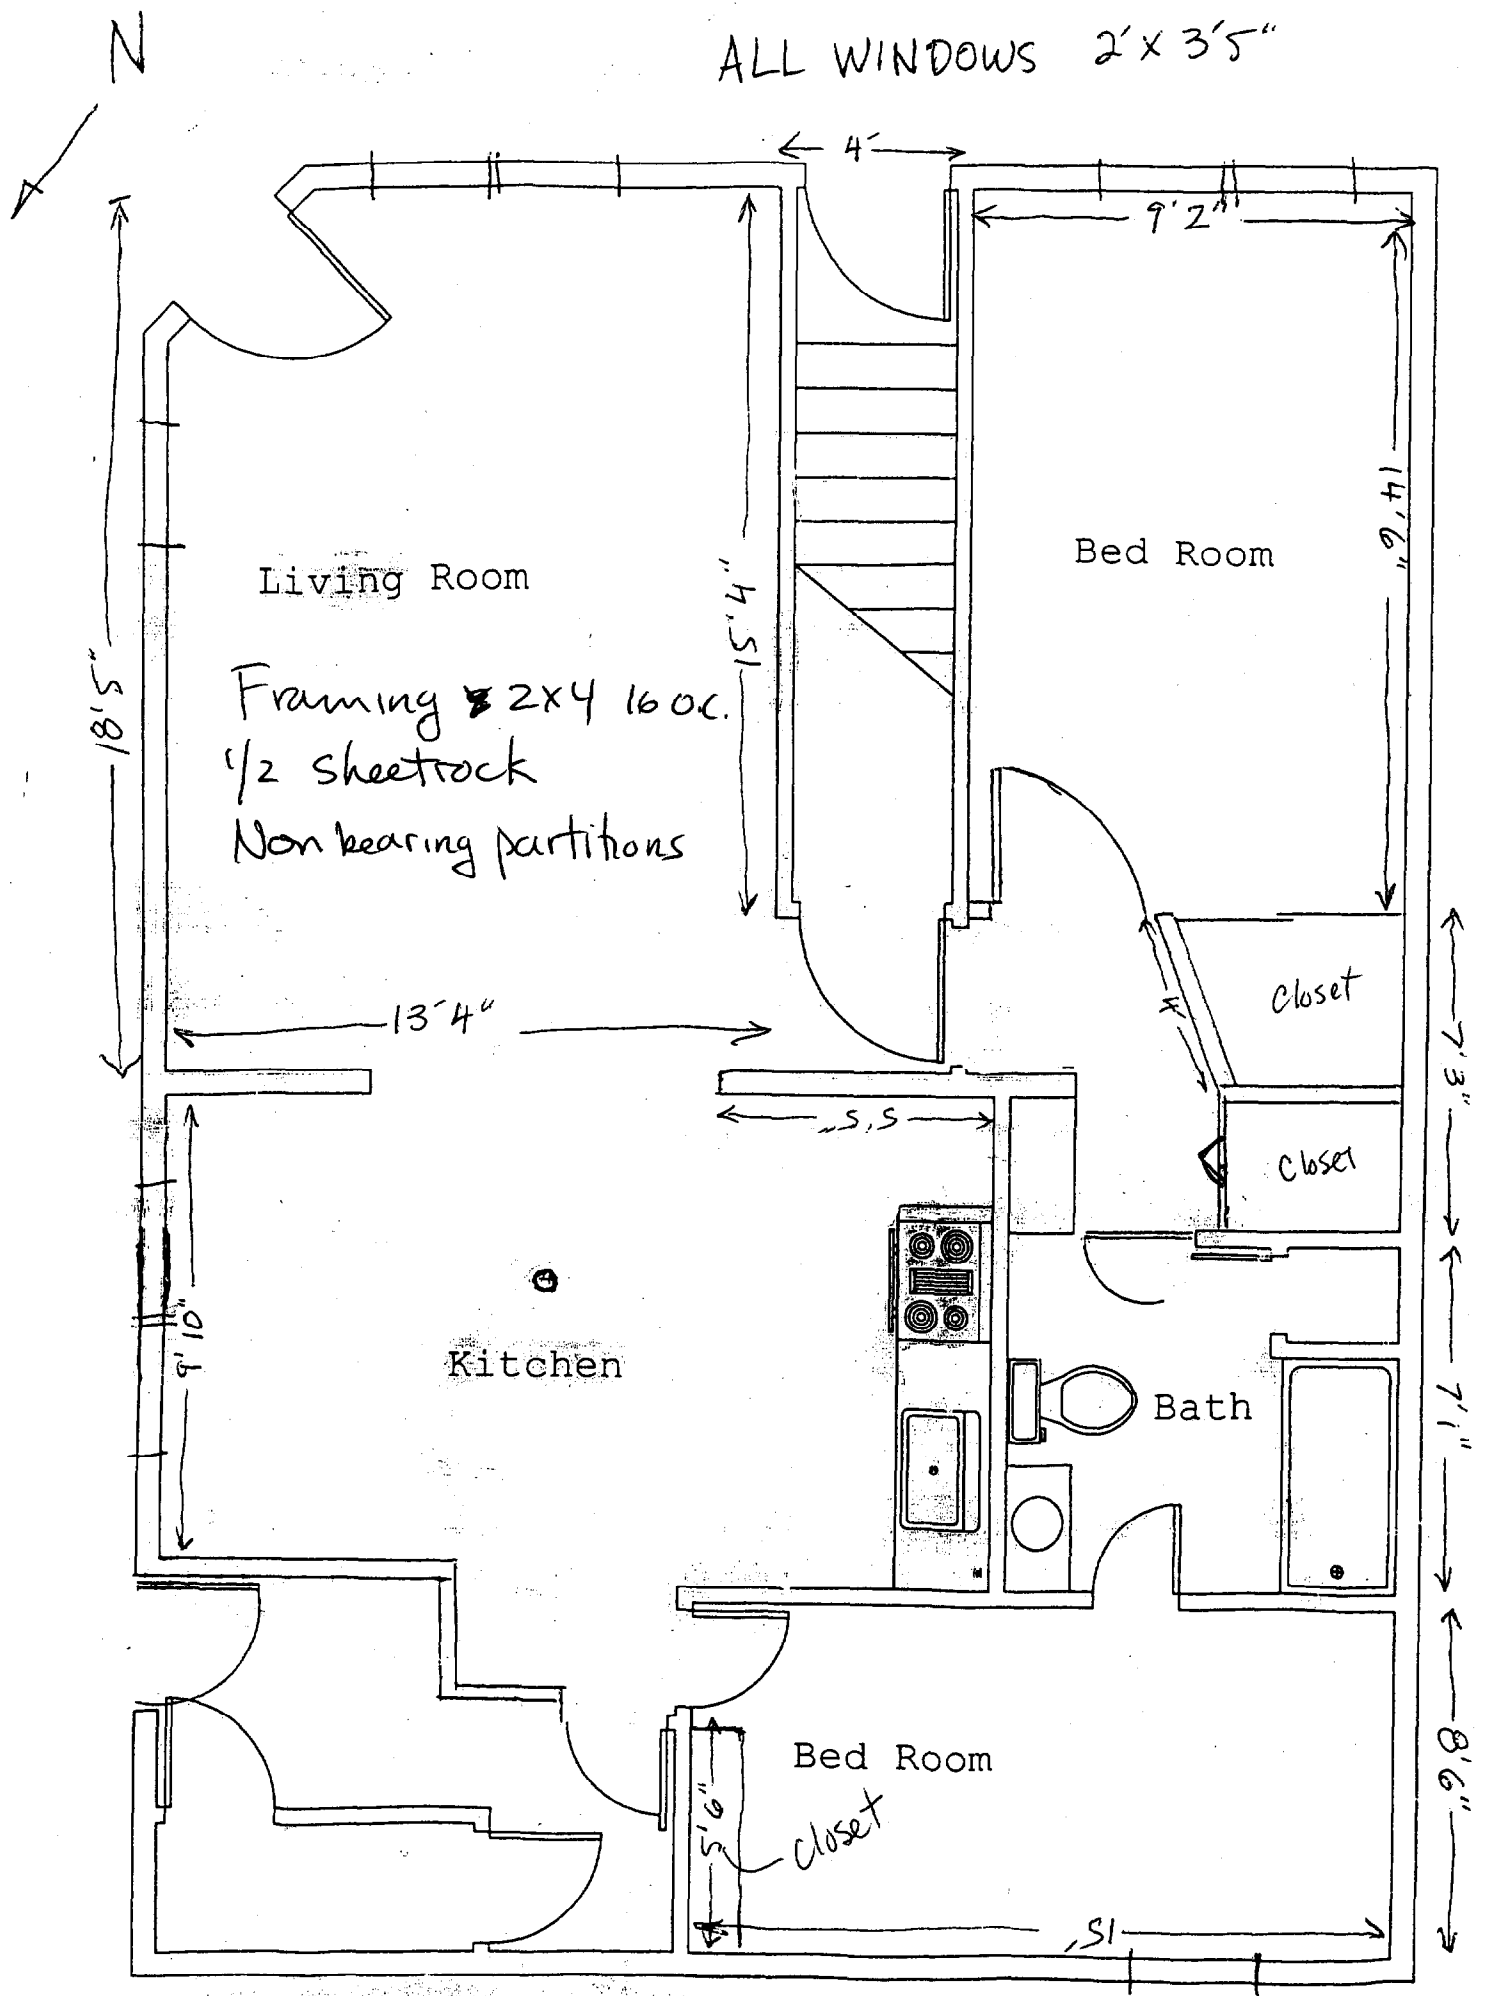 N
ALL WINDOWS 2'X 3'5"
4'
9'2"
14'6"
Living Room
Bed Room
15'4"
18'5"
Framing 2x4 16 o.c.
1/2 sheetrock
Non bearing partitions
closet
13'4"
7'3"
5'5"
closet
9'10"
Kitchen
Bath
7'1"
Bed Room
closet
5'6"
8'6"
15'